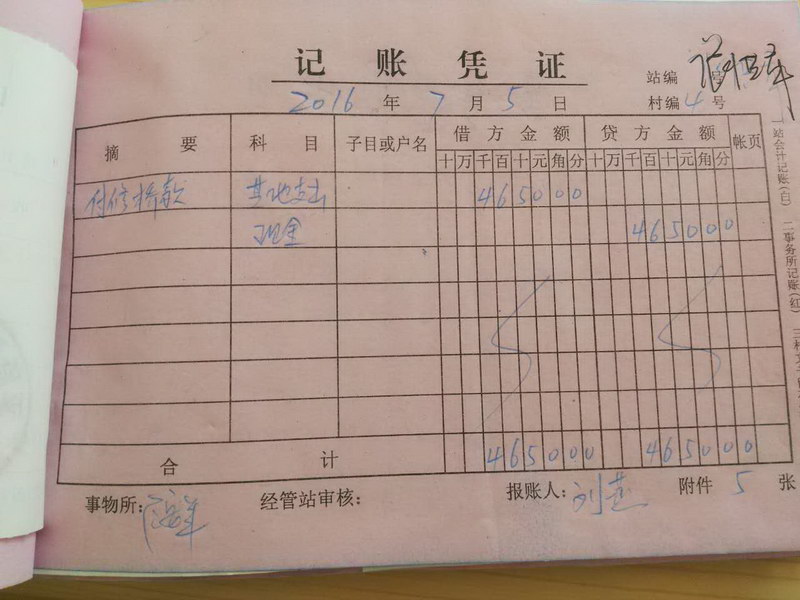 记账凭证
站编 号
2016 年 7 月 5 日 村编 4 号
摘要 科目 子目或户名 借方金额 贷方金额 帐页
十万千百十元角分 十万千百十元角分
付修桥款 其他支出 465000
现金 465000
合计 465000 465000
事物所: 经管站审核: 报账人: 刘燕 附件 5 张
一站会计记账(白) 二事务所记账(红) 三村